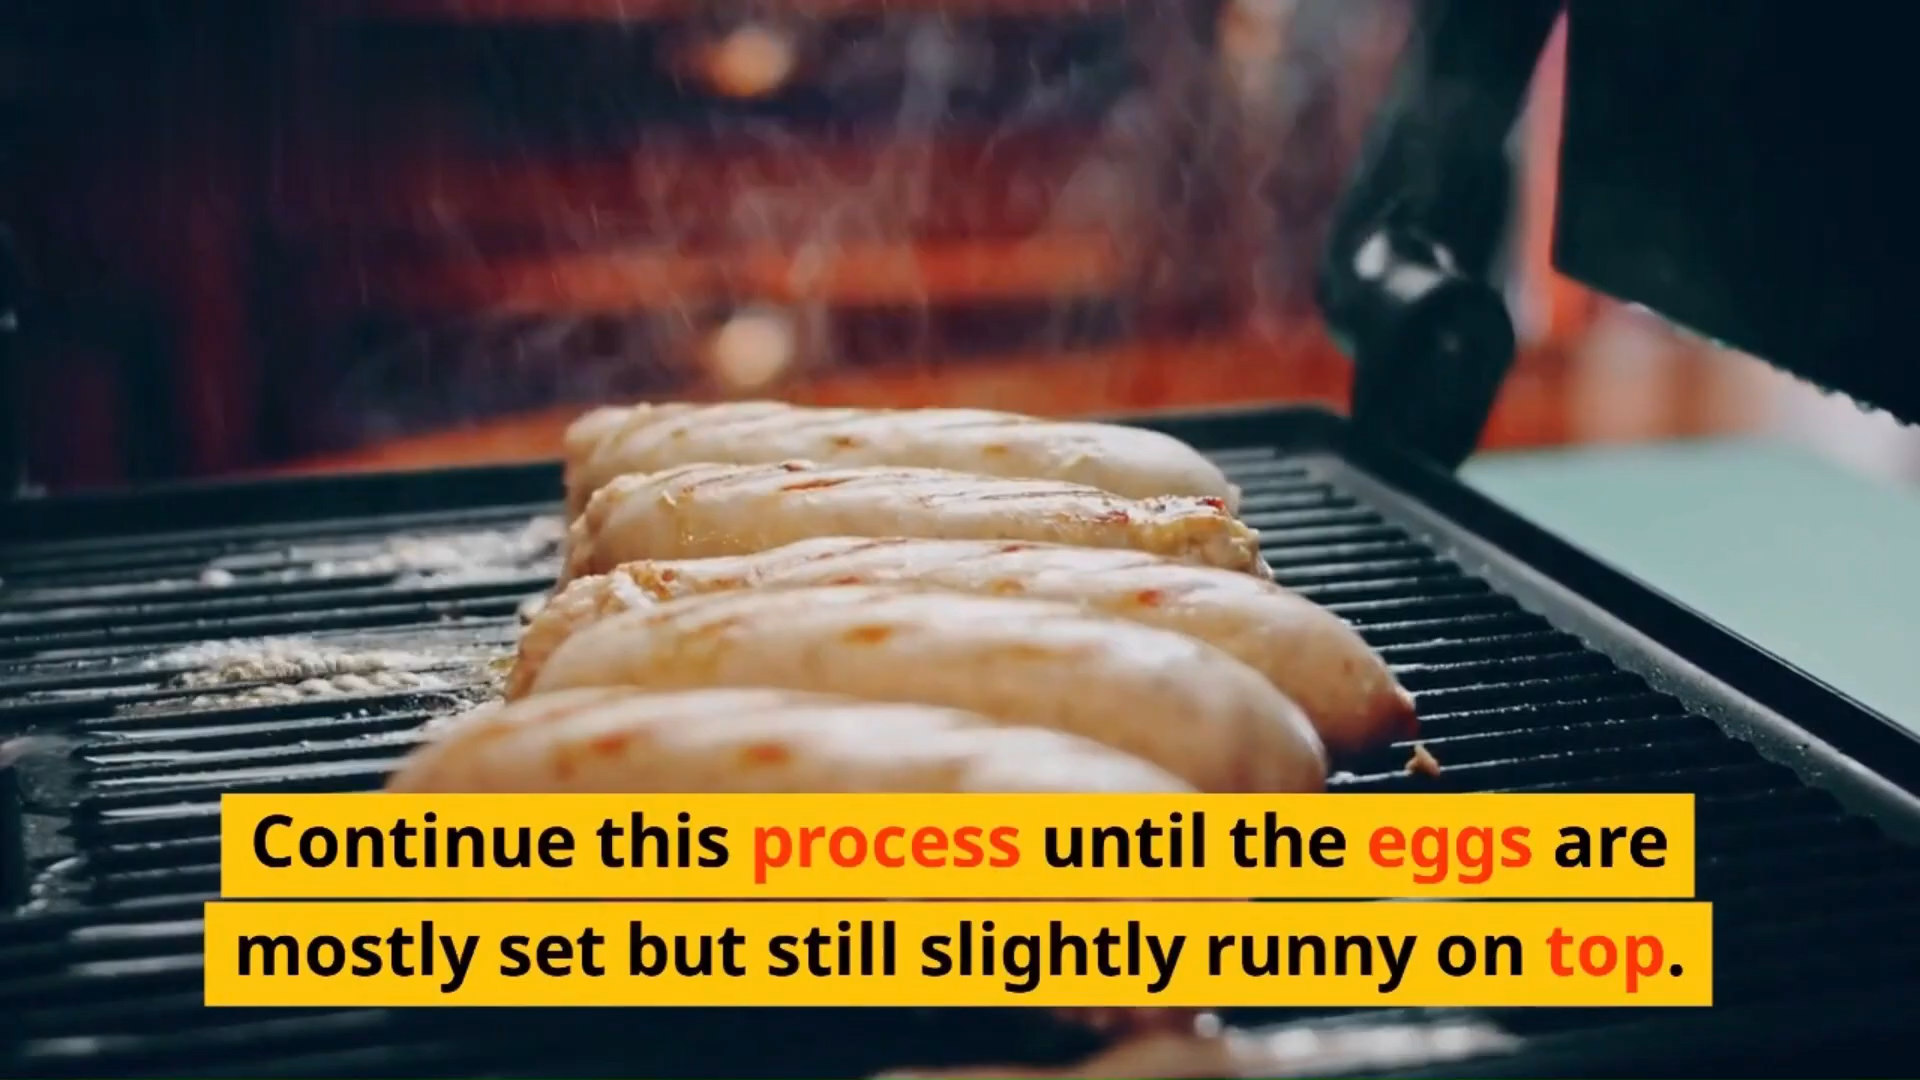 Continue this process until the eggs are
mostly set but still slightly runny on top.